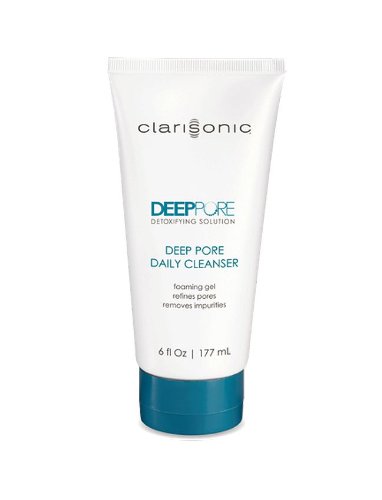 clarisonic
DEEPPORE
DETOXIFYING SOLUTION
DEEP PORE
DAILY CLEANSER
foaming gel
refines pores
removes impurities
6 fl Oz | 177 mL